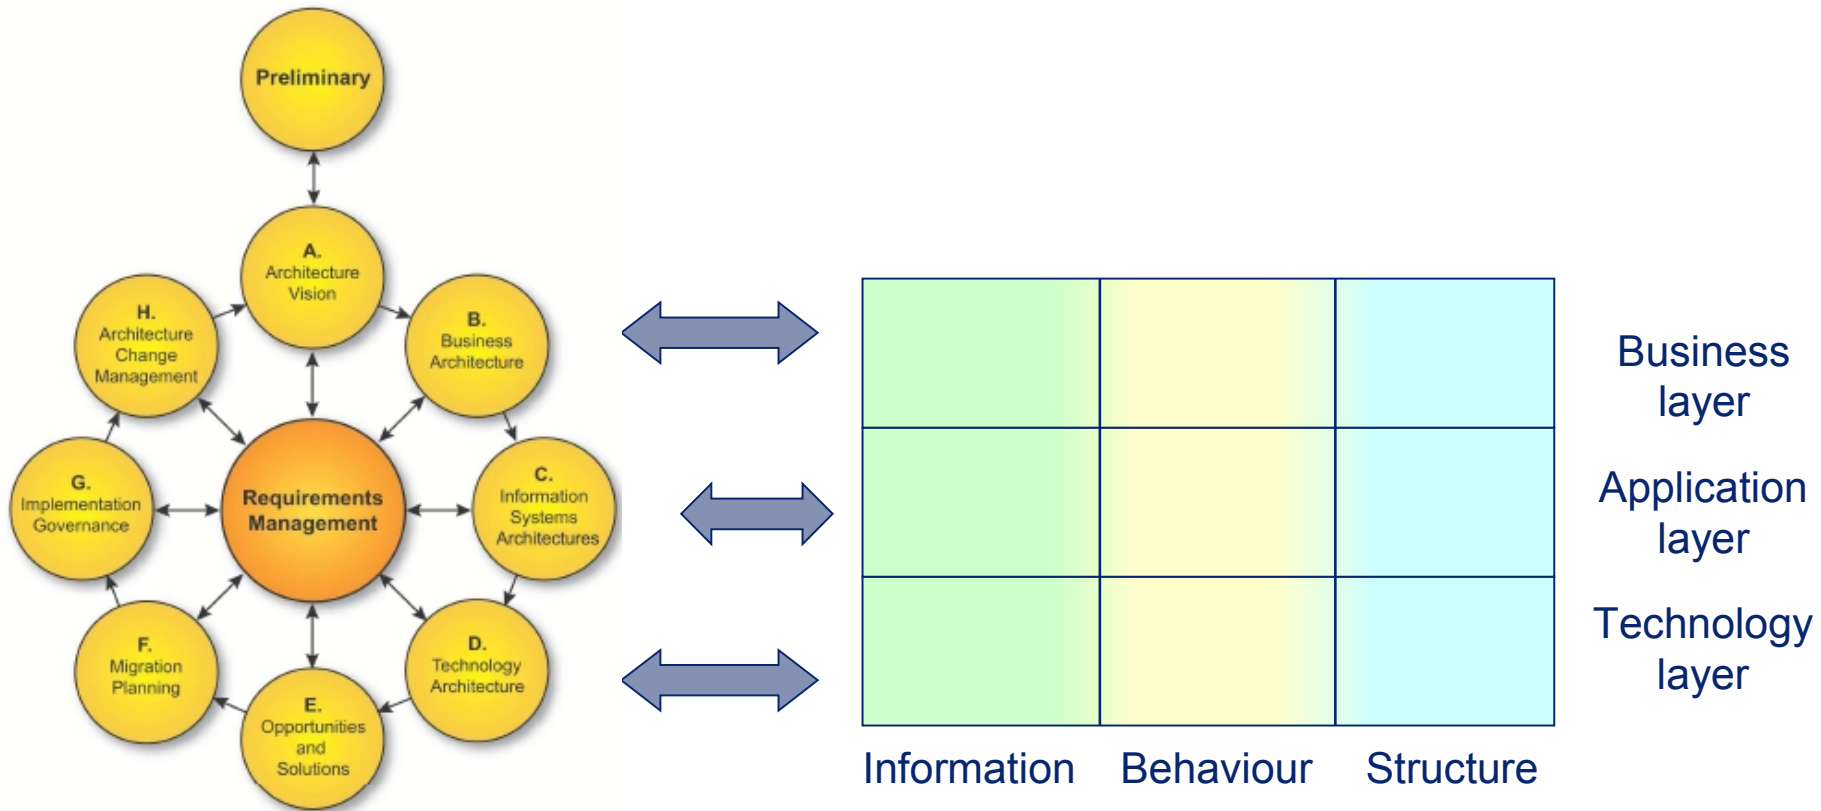 Preliminary
A.
Architecture
Vision
B.
Business
Architecture
C.
Information
Systems
Architectures
D.
Technology
Architecture
E.
Opportunities
and
Solutions
F.
Migration
Planning
G.
Implementation
Governance
H.
Architecture
Change
Management
Requirements
Management
Business
layer
Application
layer
Technology
layer
Information
Behaviour
Structure